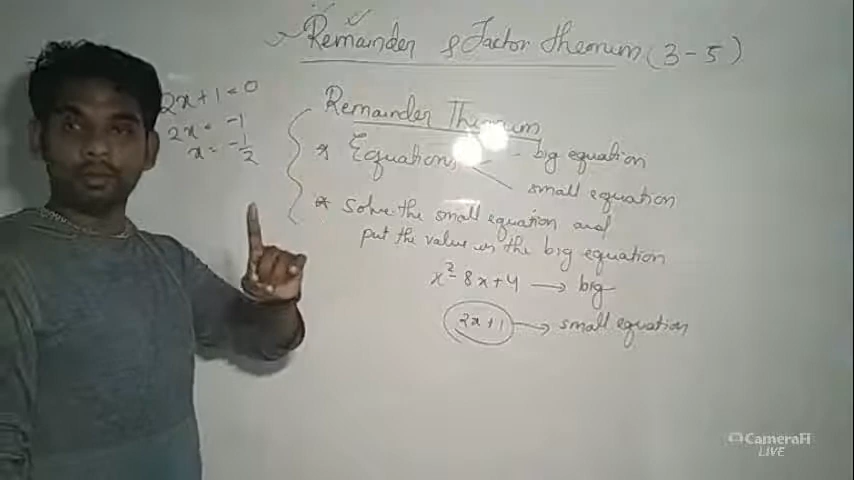 Remainder & Factor theorum (3-5)
2x+1=0
2x = -1
x = -1/2
Remainder Theorum
* Equations - big equation
small equation
* Solve the small equation and
put the value in the big equation
x²-8x+4 → big
2x+1 → small equation
CameraFi
LIVE